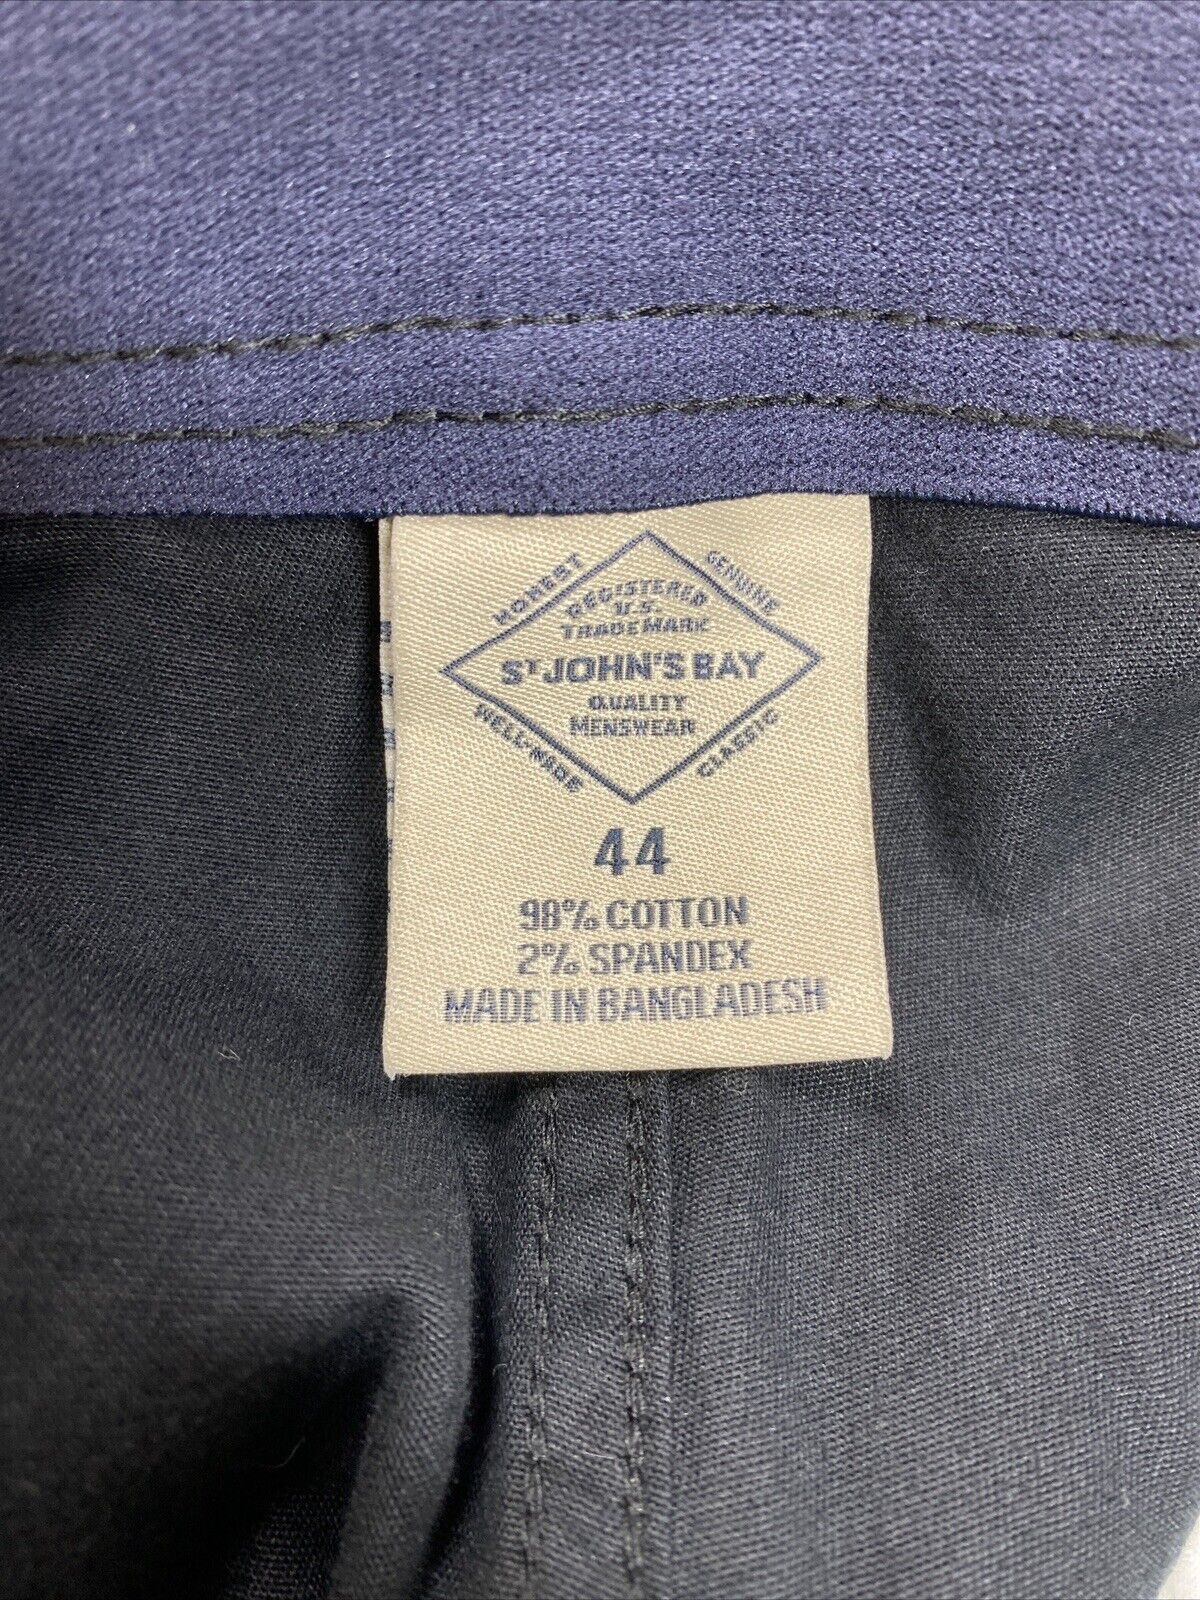 HONEST
GENUINE
REGISTERED
U.S.
TRADEMARK
ST JOHN'S BAY
QUALITY
MENSWEAR
WELL-MADE
CLASSIC
44
98% COTTON
2% SPANDEX
MADE IN BANGLADESH